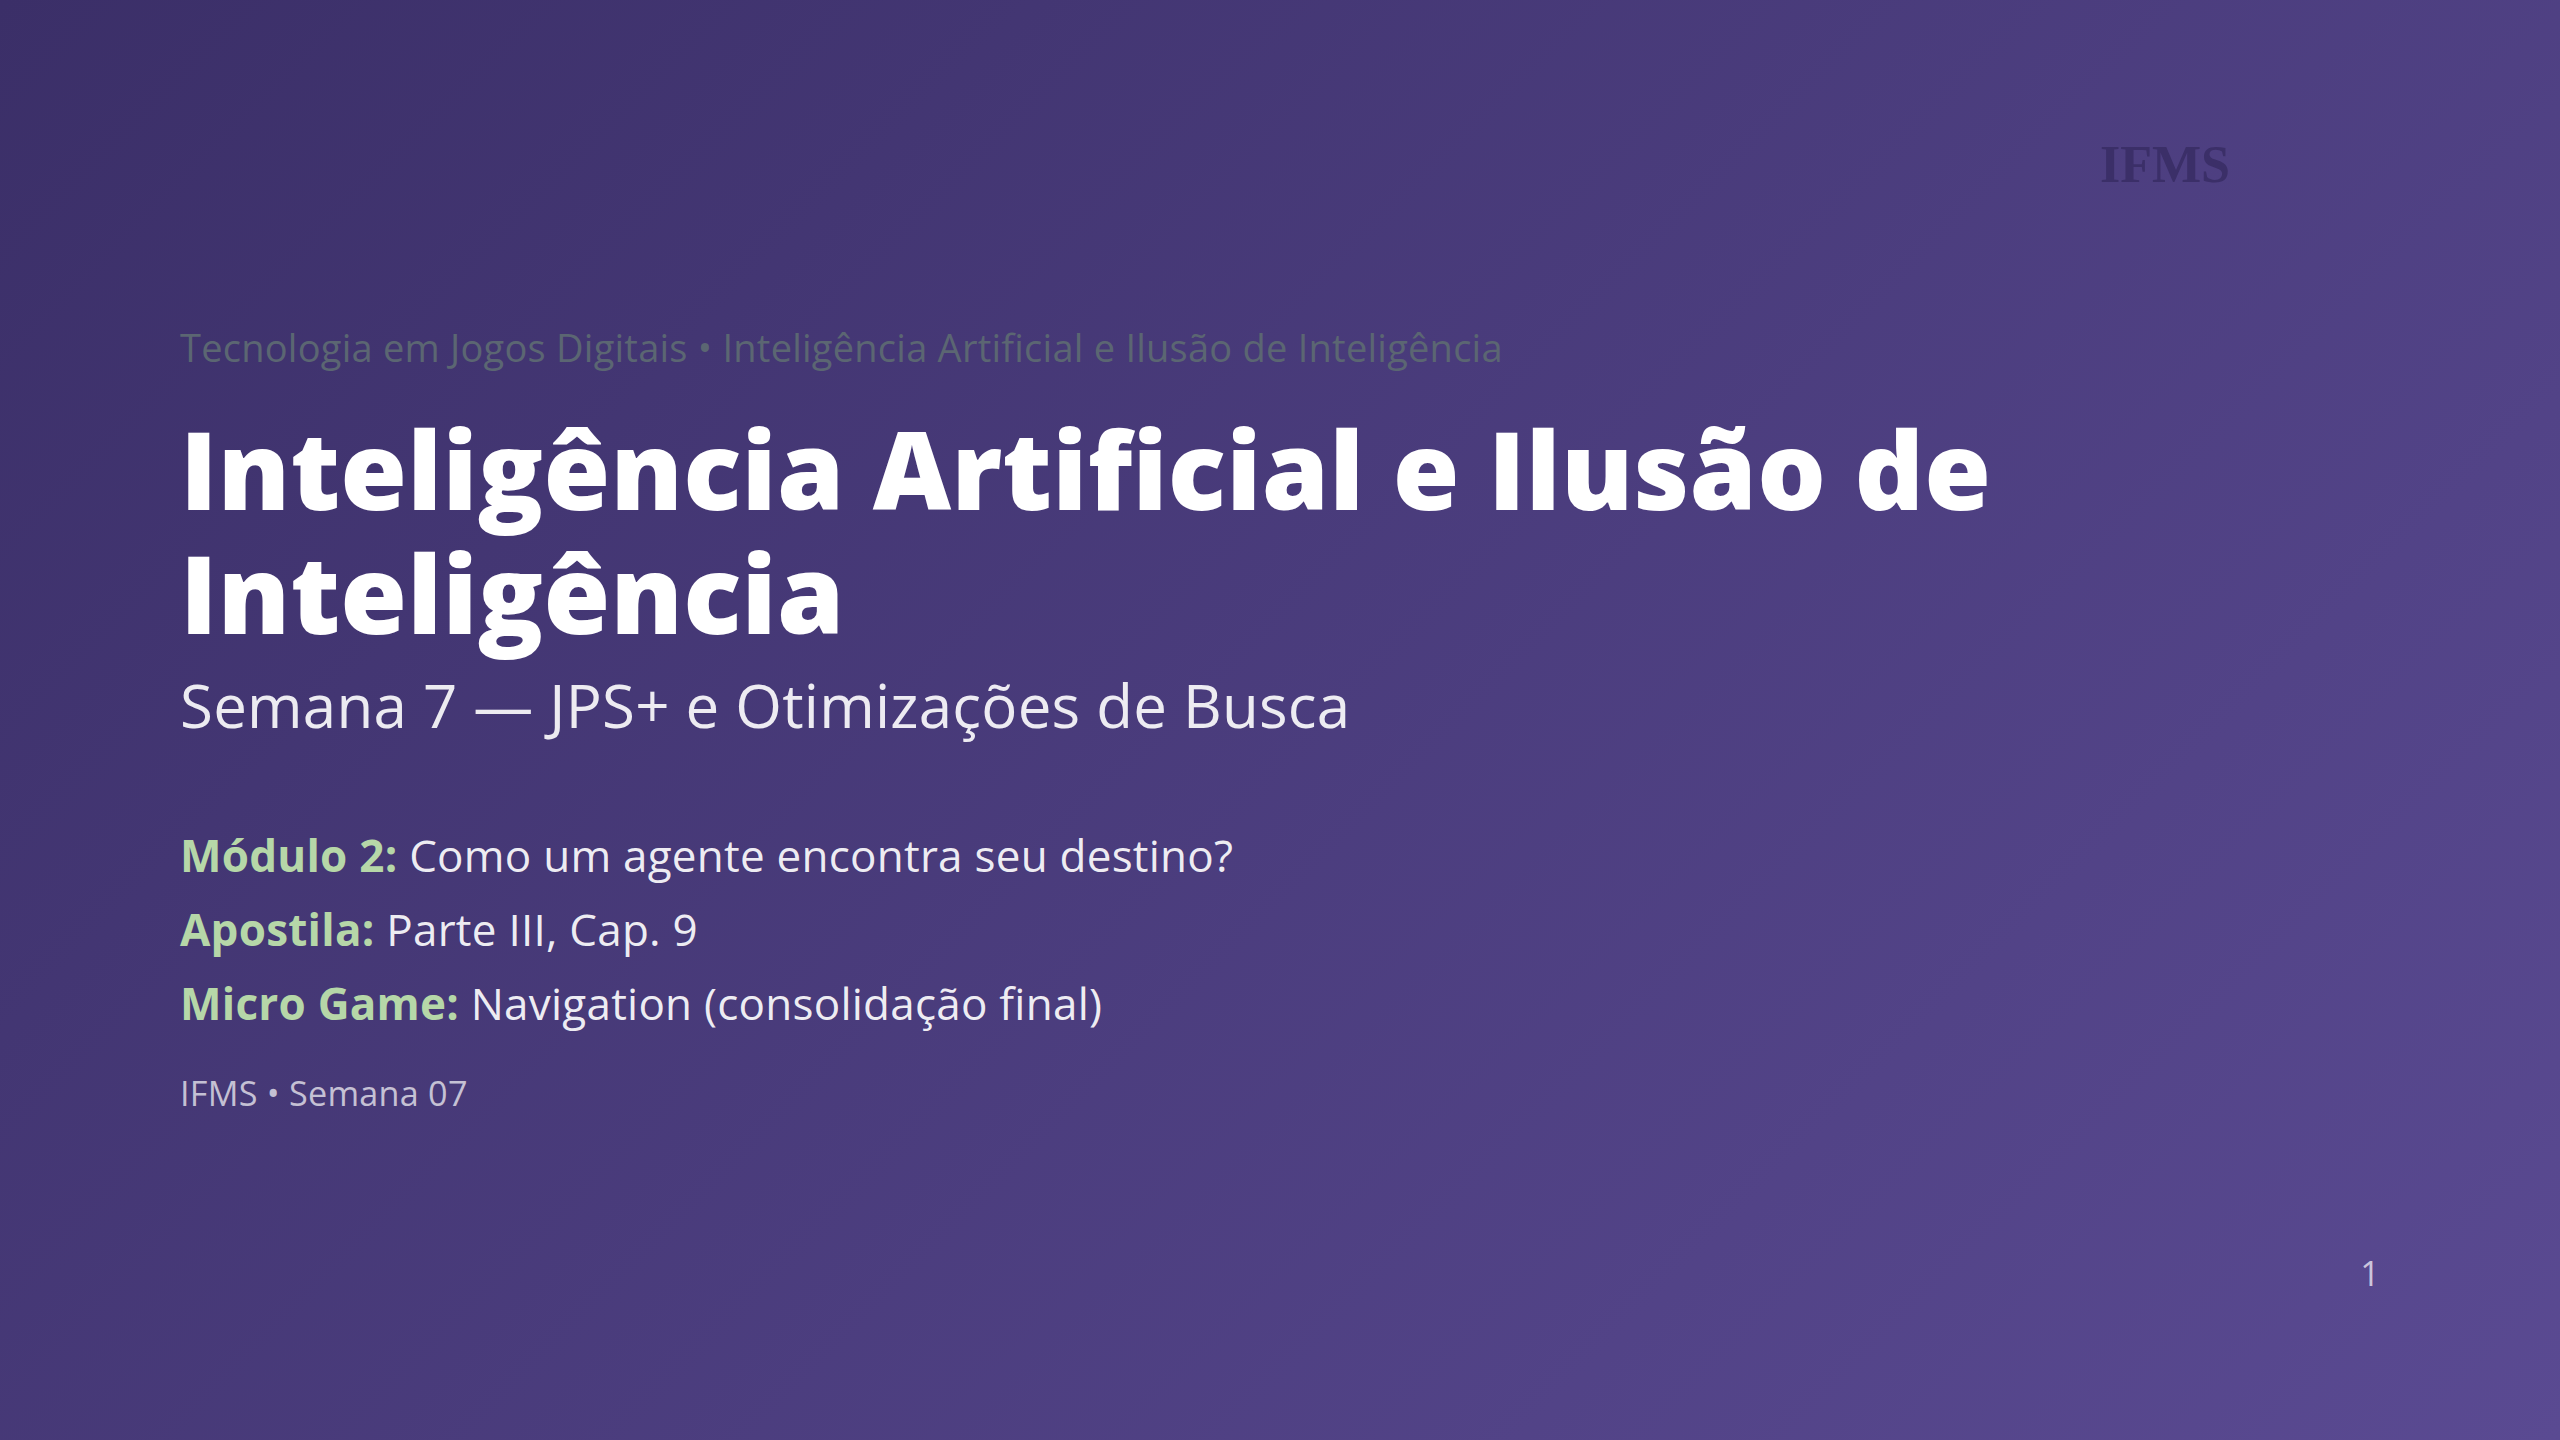 IFMS
Tecnologia em Jogos Digitais • Inteligência Artificial e Ilusão de Inteligência
Inteligência Artificial e Ilusão de
Inteligência
Semana 7 — JPS+ e Otimizações de Busca
Módulo 2: Como um agente encontra seu destino?
Apostila: Parte III, Cap. 9
Micro Game: Navigation (consolidação final)
IFMS • Semana 07
1